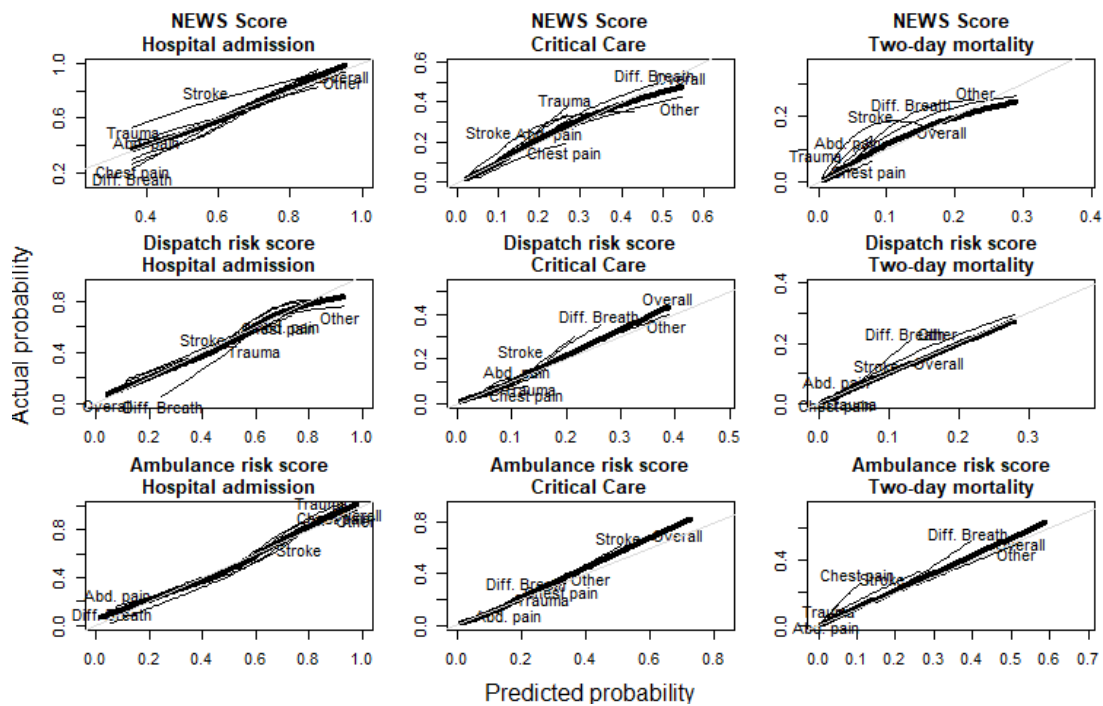 NEWS Score
Hospital admission
NEWS Score
Critical Care
NEWS Score
Two-day mortality
1.0
0.6
0.2
Stroke
Overall
Other
Trauma
Abd. pain
Chest pain
Diff. Breath
0.4 0.6 0.8 1.0
0.6
0.4
0.2
0.0
Diff. Breath
Overall
Trauma
Other
Stroke
Abd. pain
Chest pain
0.0 0.1 0.2 0.3 0.4 0.5 0.6
0.2
0.0
Other
Diff. Breath
Stroke
Overall
Abd. pain
Trauma
Chest pain
0.0 0.1 0.2 0.3 0.4
Dispatch risk score
Hospital admission
Dispatch risk score
Critical Care
Dispatch risk score
Two-day mortality
Actual probability
0.8
0.4
0.0
Other
Abd. pain
Chest pain
Stroke
Trauma
Overall
Diff. Breath
0.0 0.2 0.4 0.6 0.8 1.0
0.4
0.2
0.0
Overall
Diff. Breath
Other
Stroke
Abd. pain
Trauma
Chest pain
0.0 0.1 0.2 0.3 0.4 0.5
0.4
0.2
0.0
Diff. Breath
Other
Stroke
Overall
Abd. pain
Trauma
Chest pain
0.0 0.1 0.2 0.3
Ambulance risk score
Hospital admission
Ambulance risk score
Critical Care
Ambulance risk score
Two-day mortality
0.8
0.4
0.0
Trauma
Overall
Chest pain
Other
Stroke
Abd. pain
Diff. Breath
0.0 0.2 0.4 0.6 0.8 1.0
0.8
0.4
0.0
Stroke
Overall
Other
Diff. Breath
Chest pain
Trauma
Abd. pain
0.0 0.2 0.4 0.6 0.8
0.4
0.0
Diff. Breath
Overall
Other
Chest pain
Stroke
Trauma
Abd. pain
0.0 0.1 0.2 0.3 0.4 0.5 0.6 0.7
Predicted probability